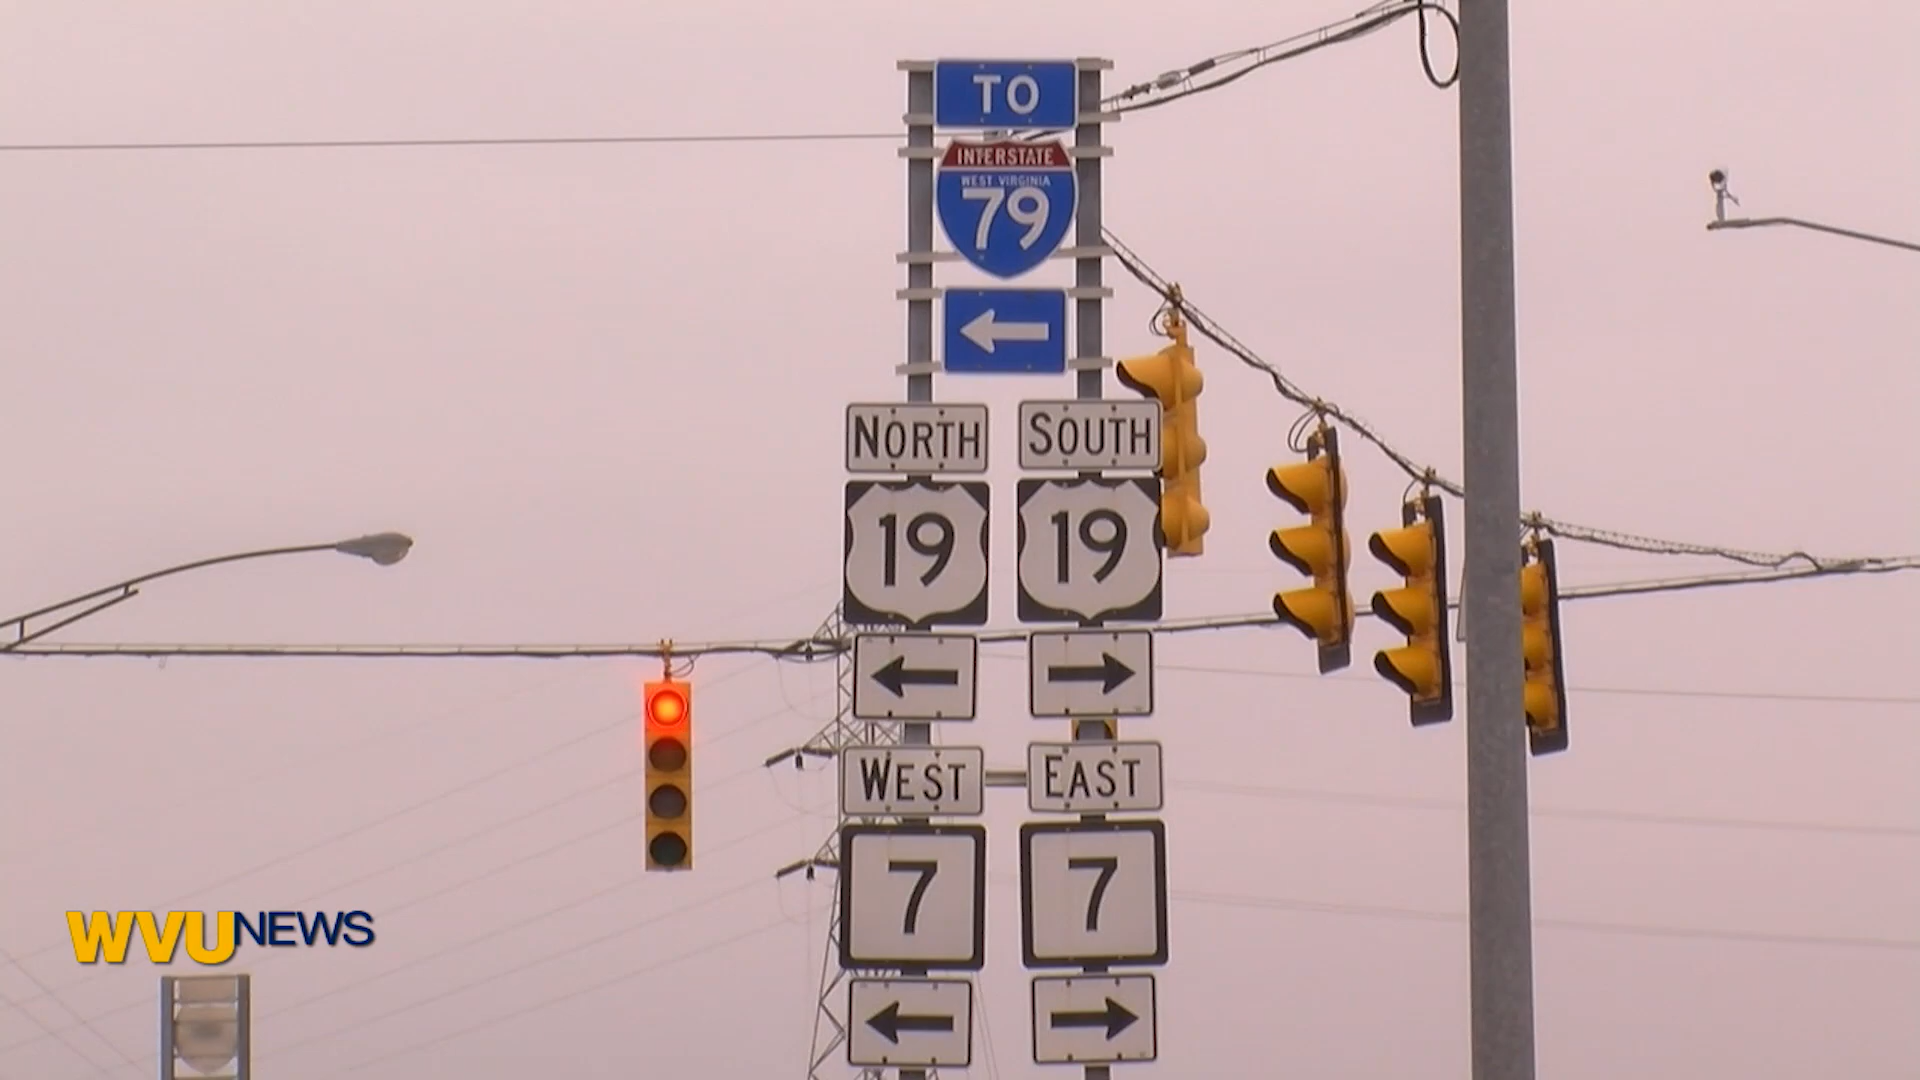 TO
INTERSTATE
WEST VIRGINIA
79
NORTH
SOUTH
19
19
WEST
EAST
7
7
WVUNEWS